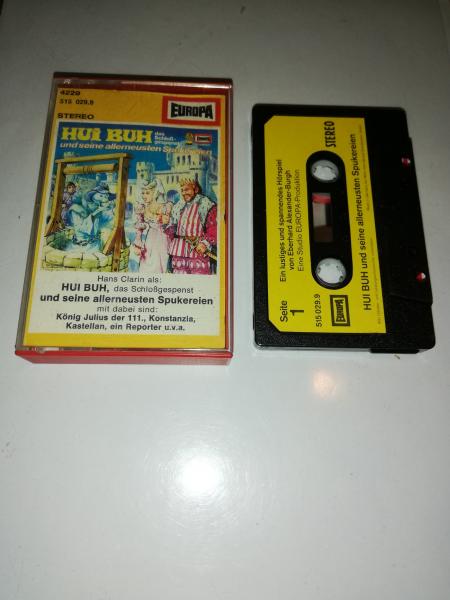 4229
515 029.9
STEREO
EUROPA
HUI BUH
das
Schloß-
gespenst
und seine allerneusten Spukereien
Hans Clarin als:
HUI BUH, das Schloßgespenst
und seine allerneusten Spukereien
mit dabei sind:
König Julius der 111., Konstanzia,
Kastellan, ein Reporter u.v.a.
Seite
1
515 029.9
Ein lustiges und spannendes Hörspiel
von Eberhard Alexander-Burgh
Eine Studio EUROPA-Produktion
STEREO
EUROPA
HUI BUH und seine allerneusten Spukereien